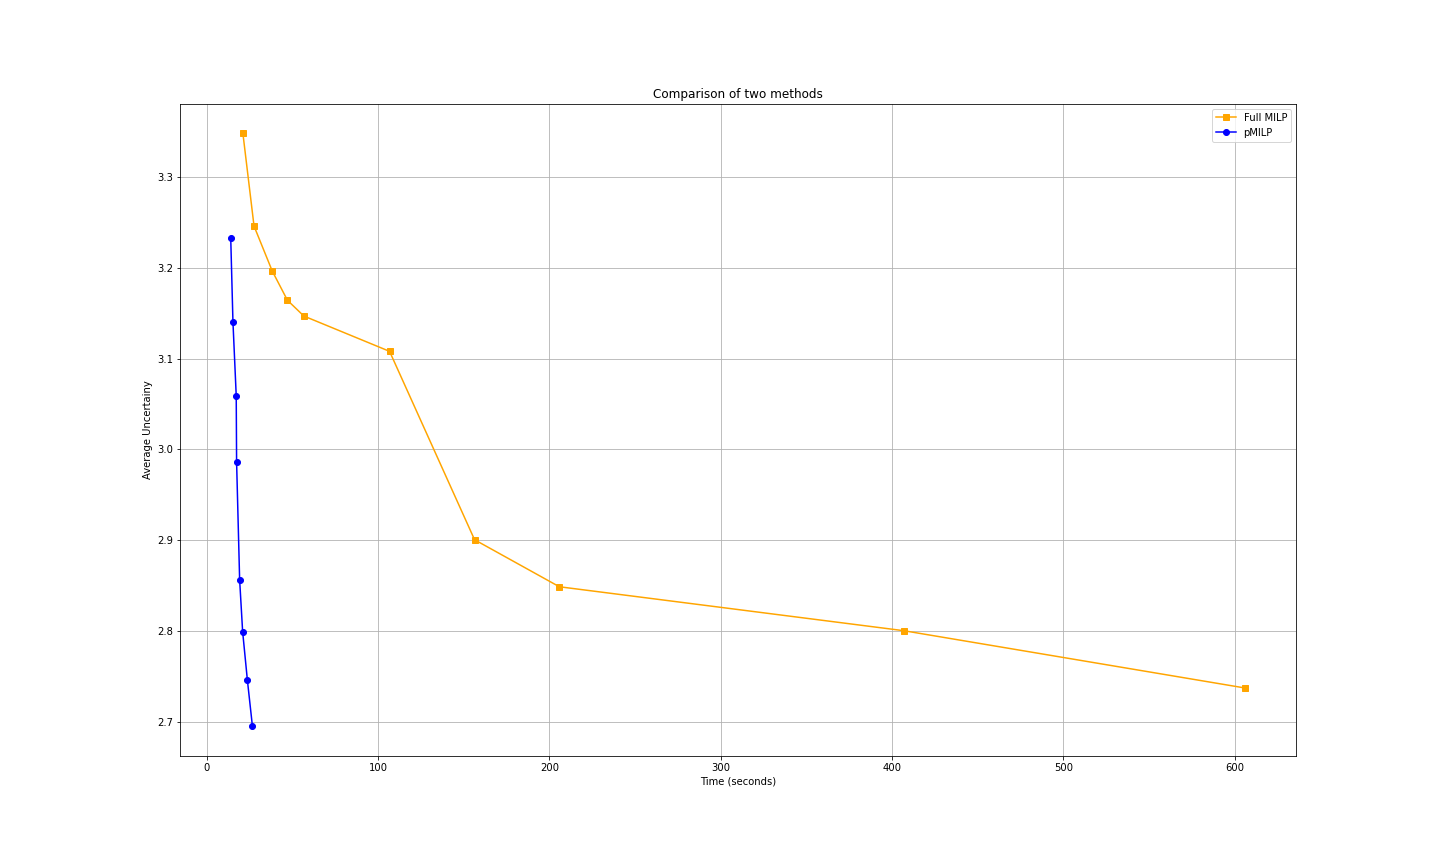 Comparison of two methods
Full MILP
pMILP
3.3
3.2
3.1
3.0
2.9
2.8
2.7
Average Uncertainy
0 100 200 300 400 500 600
Time (seconds)